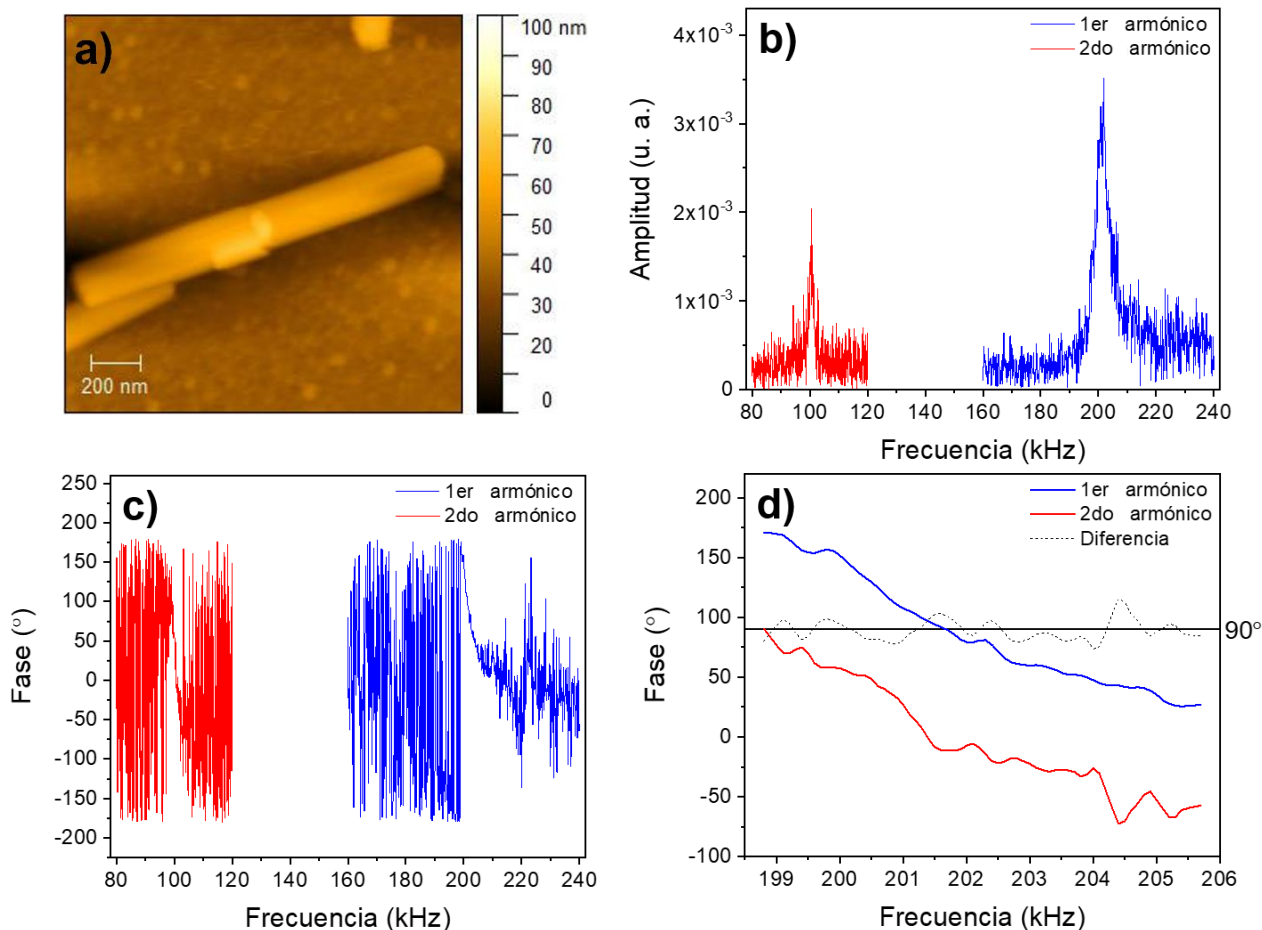 a)
100 nm
90
80
70
60
50
40
30
20
0
200 nm
b)
1er armónico
2do armónico
Amplitud (u. a.)
4x10⁻³
3x10⁻³
2x10⁻³
1x10⁻³
0
80 100 120 140 160 180 200 220 240
Frecuencia (kHz)
c)
1er armónico
2do armónico
Fase (°)
250
200
150
100
50
0
-50
-100
-150
-200
80 100 120 140 160 180 200 220 240
Frecuencia (kHz)
d)
1er armónico
2do armónico
Diferencia
90°
Fase (°)
200
150
100
50
0
-50
-100
199 200 201 202 203 204 205 206
Frecuencia (kHz)